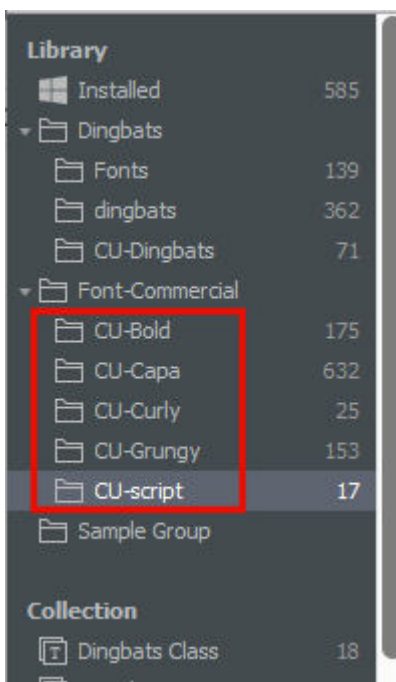 Library
Installed 585
Dingbats
Fonts 139
dingbats 362
CU-Dingbats 71
Font-Commercial
CU-Bold 175
CU-Capa 632
CU-Curly 25
CU-Grungy 153
CU-script 17
Sample Group
Collection
Dingbats Class 18